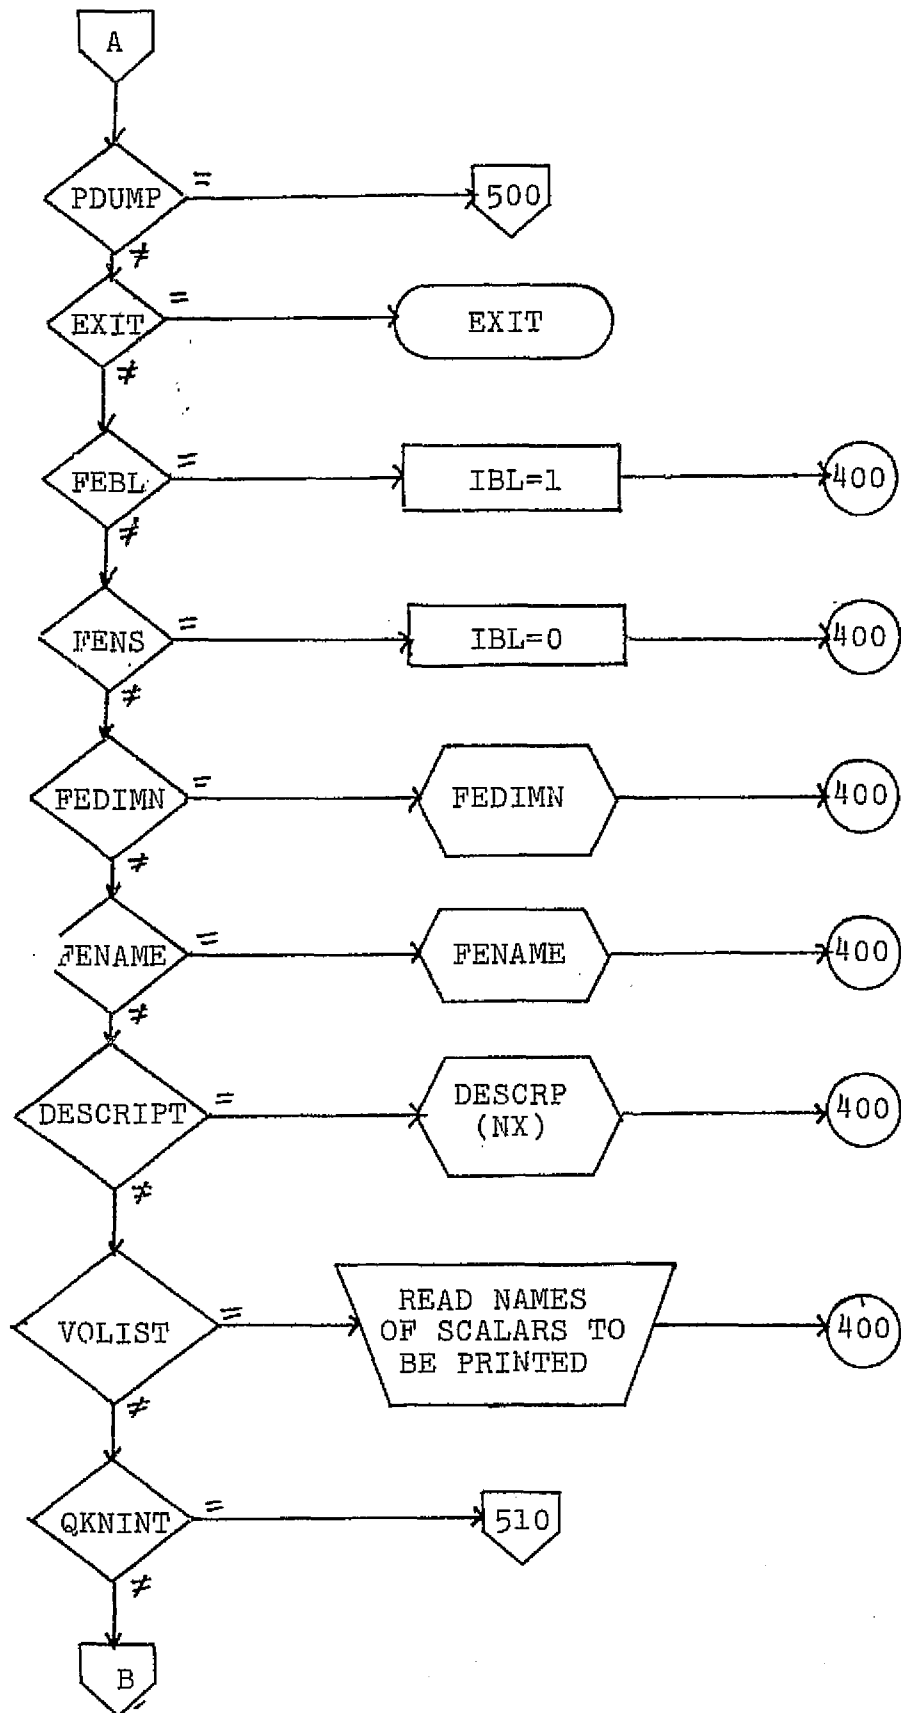 A
PDUMP
=
500
≠
EXIT
=
EXIT
≠
FEBL
=
IBL=1
400
≠
FENS
=
IBL=0
400
≠
FEDIMN
=
FEDIMN
400
≠
FENAME
=
FENAME
400
≠
DESCRIPT
=
DESCRP
(NX)
400
≠
VOLIST
=
READ NAMES
OF SCALARS TO
BE PRINTED
400
≠
QKNINT
=
510
≠
B